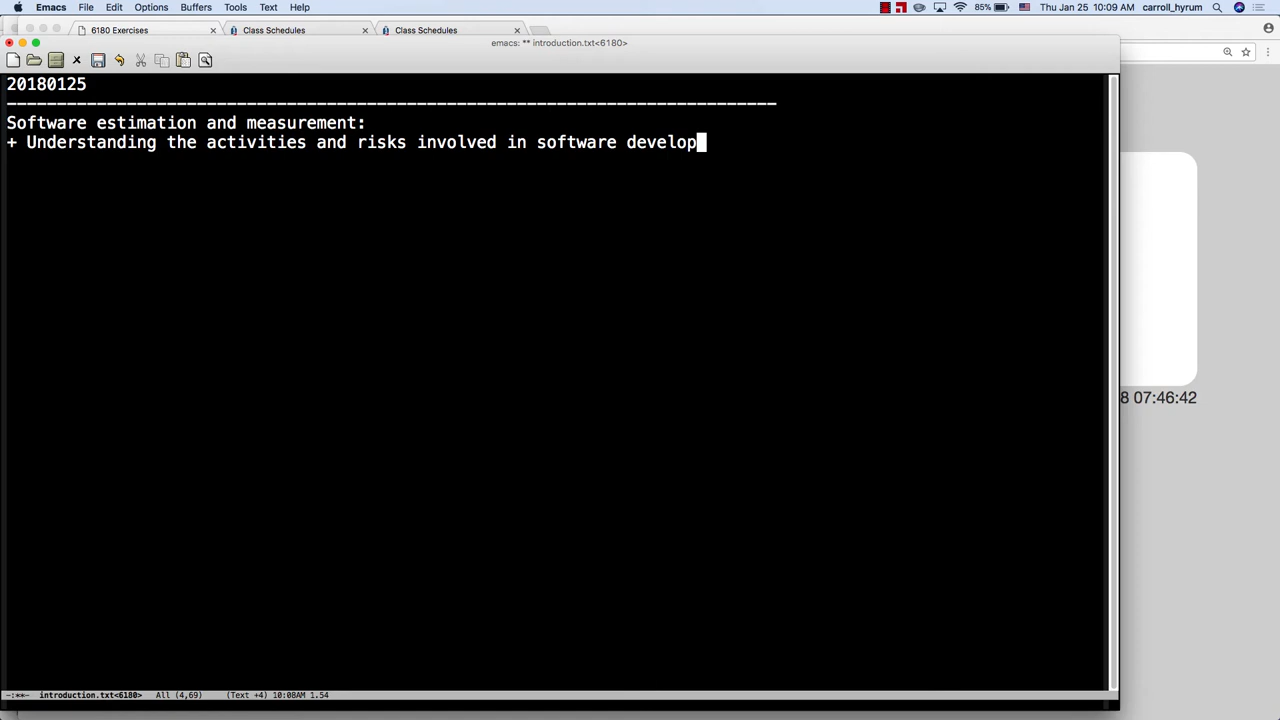 Emacs File Edit Options Buffers Tools Text Help 85% Thu Jan 25 10:09 AM carroll_hyrum
6180 Exercises Class Schedules Class Schedules
emacs: ** introduction.txt<6180>
20180125
-----------------------------------------------------------------------------
Software estimation and measurement:
+ Understanding the activities and risks involved in software develop
8 07:46:42
-:**- introduction.txt<6180> All (4,69) (Text +4) 10:08AM 1.54